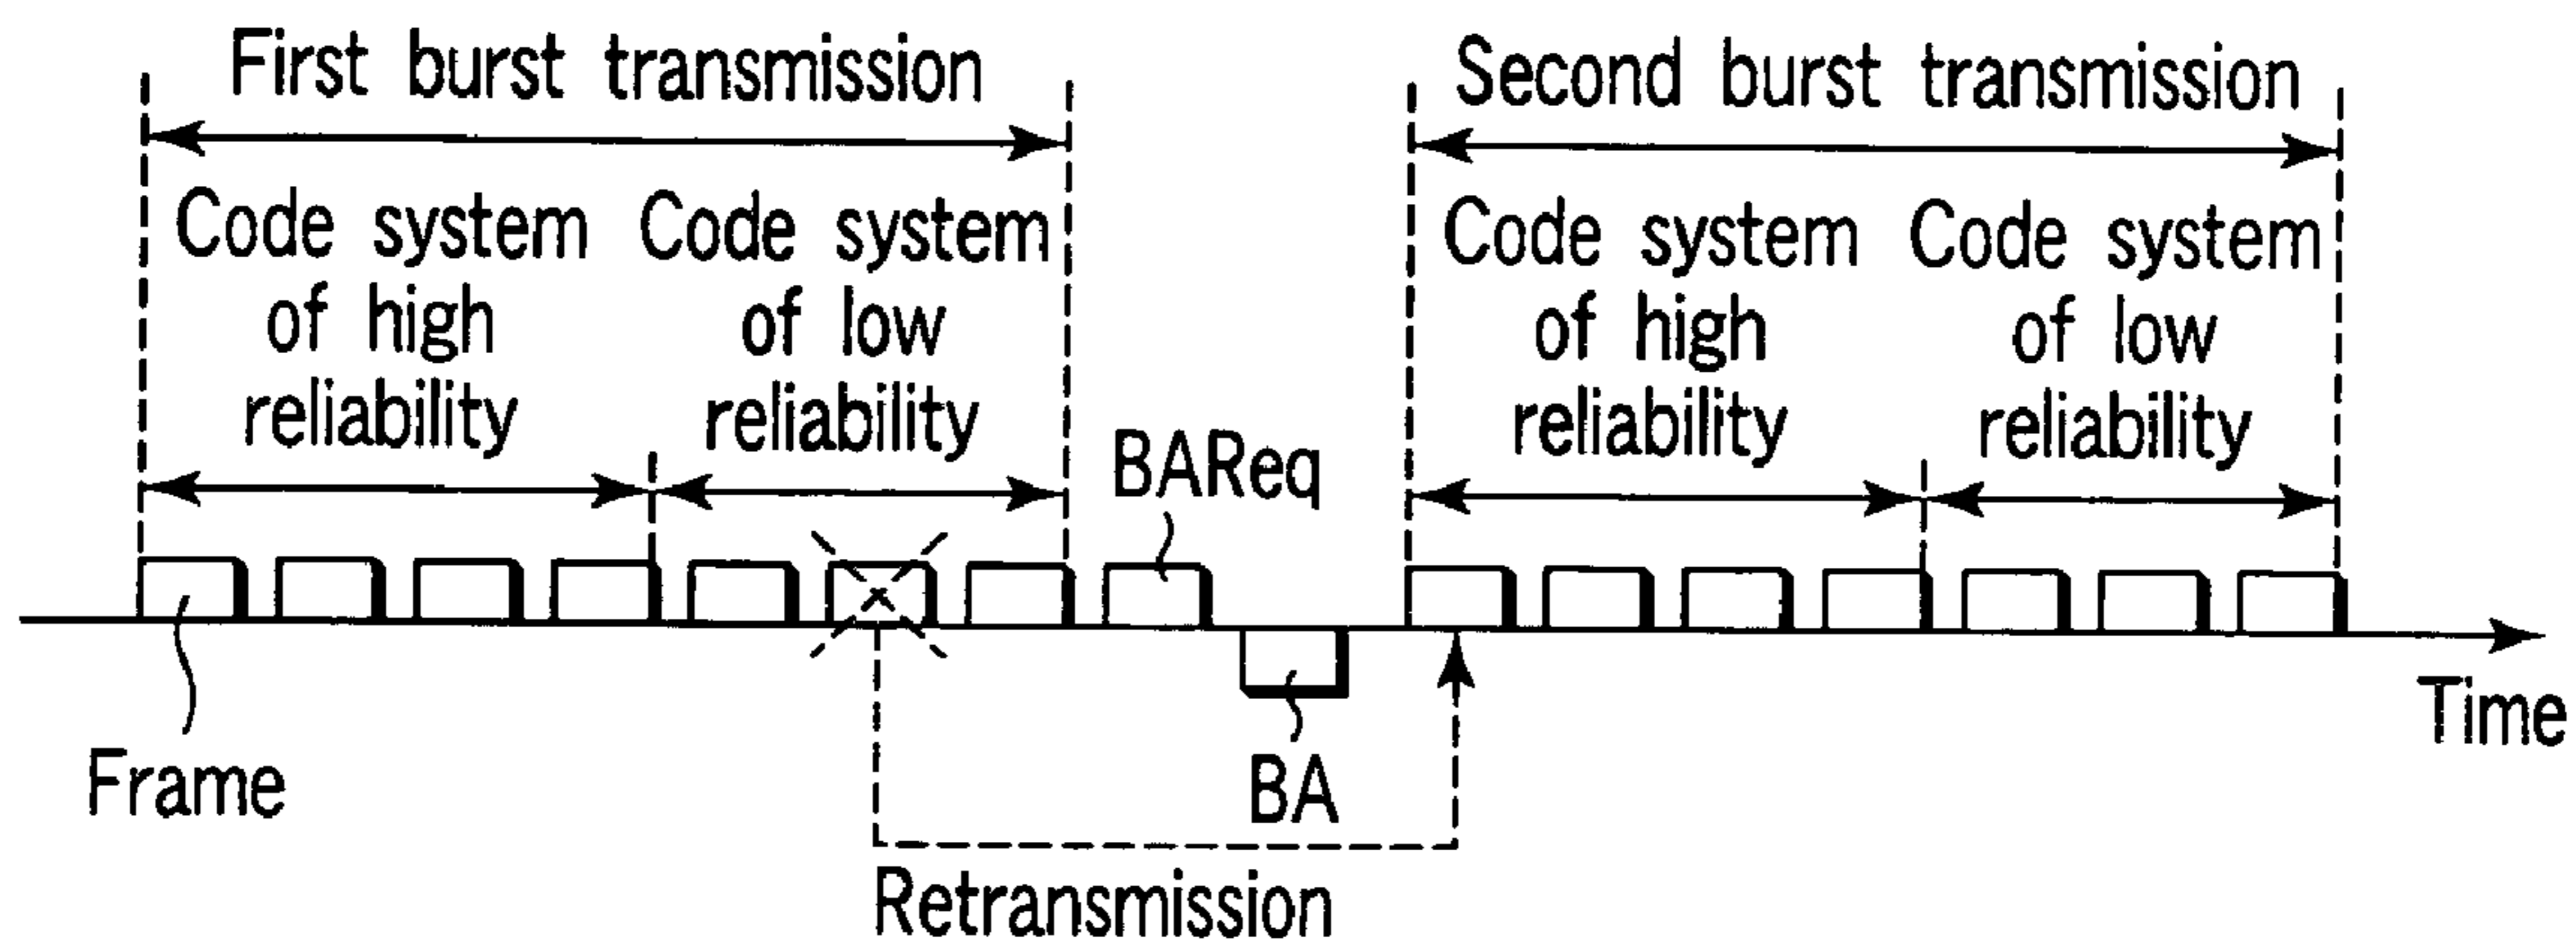 First burst transmission
Second burst transmission
Code system
of high
reliability
Code system
of low
reliability
BAReq
Code system
of high
reliability
Code system
of low
reliability
Frame
BA
Time
Retransmission